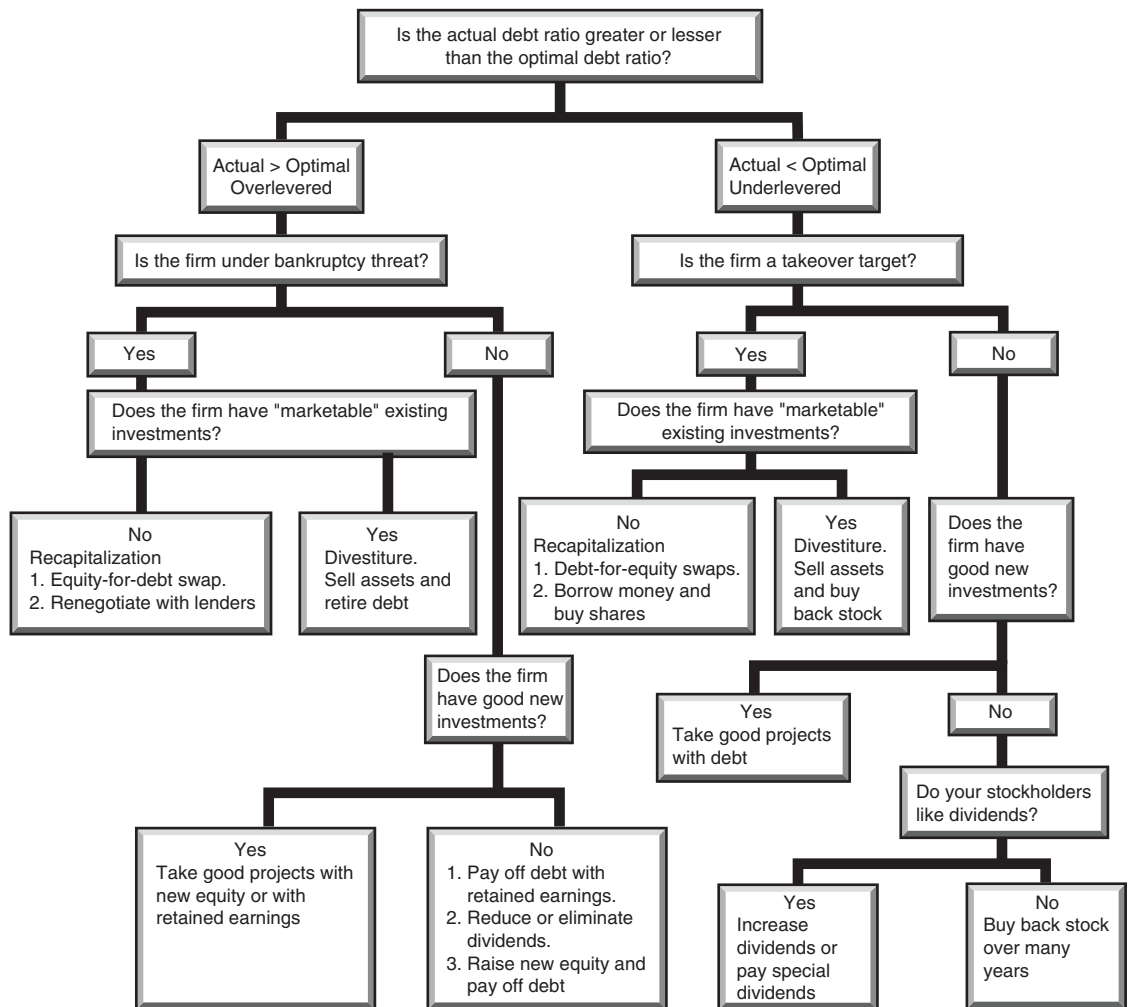 Is the actual debt ratio greater or lesser
than the optimal debt ratio?
Actual > Optimal
Overlevered
Actual < Optimal
Underlevered
Is the firm under bankruptcy threat?
Is the firm a takeover target?
Yes
No
Yes
No
Does the firm have "marketable" existing
investments?
Does the firm have "marketable"
existing investments?
No
Recapitalization
1. Equity-for-debt swap.
2. Renegotiate with lenders
Yes
Divestiture.
Sell assets and
retire debt
No
Recapitalization
1. Debt-for-equity swaps.
2. Borrow money and
buy shares
Yes
Divestiture.
Sell assets
and buy
back stock
Does the
firm have
good new
investments?
Does the firm
have good new
investments?
Yes
Take good projects
with debt
No
Do your stockholders
like dividends?
Yes
Take good projects with
new equity or with
retained earnings
No
1. Pay off debt with
retained earnings.
2. Reduce or eliminate
dividends.
3. Raise new equity and
pay off debt
Yes
Increase
dividends or
pay special
dividends
No
Buy back stock
over many
years